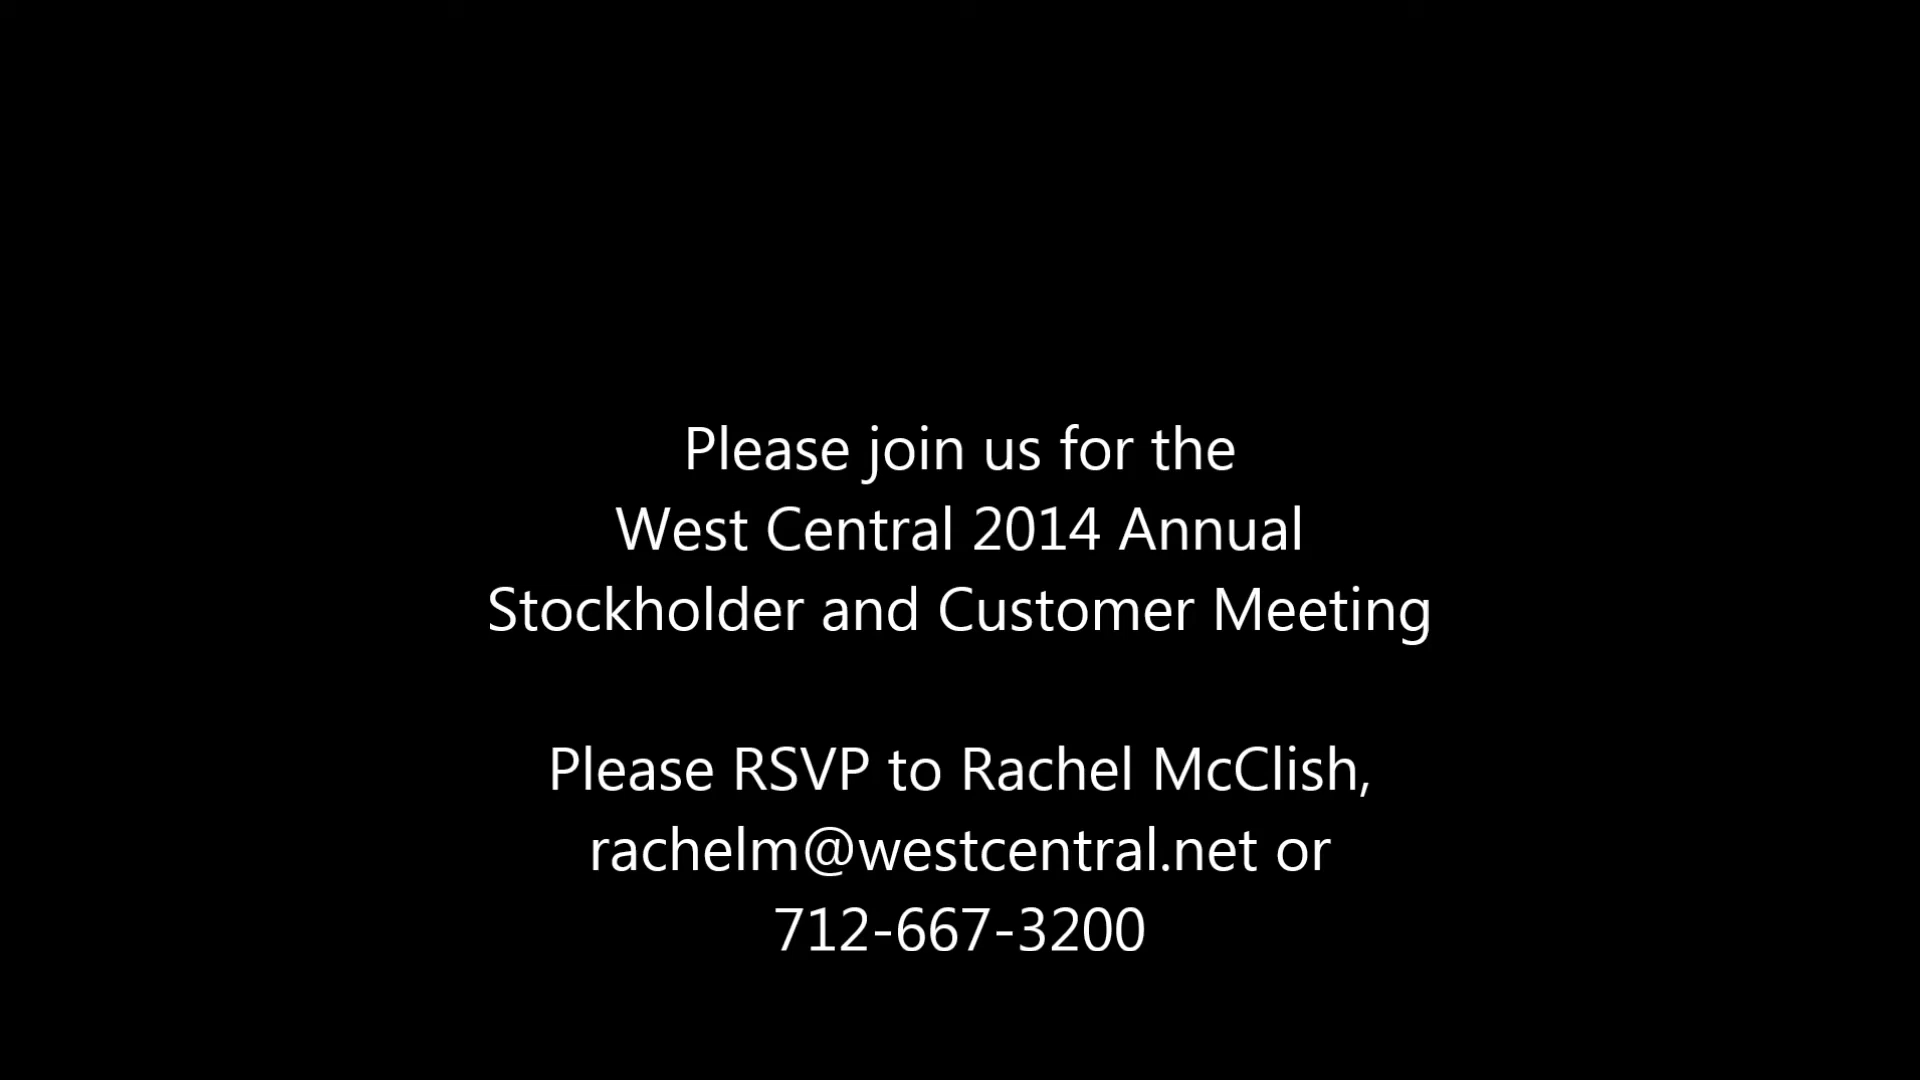 Please join us for the
West Central 2014 Annual
Stockholder and Customer Meeting
Please RSVP to Rachel McClish,
rachelm@westcentral.net or
712-667-3200